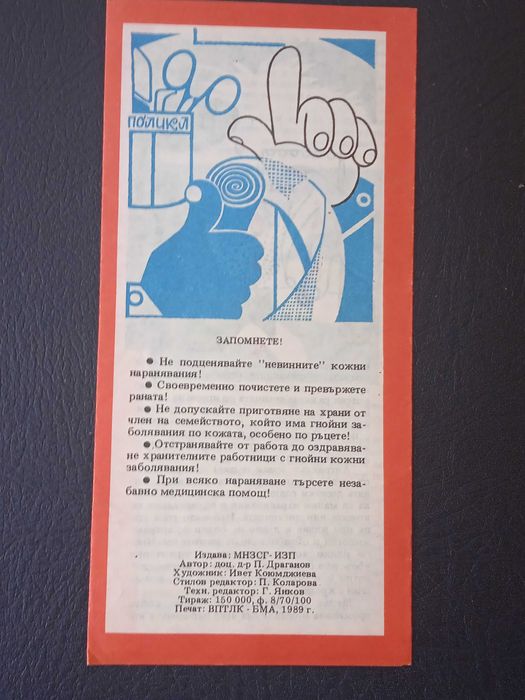 ПОЛИКЛ
ЗАПОМНЕТЕ!
● Не подценявайте "невинните" кожни
наранявания!
● Своевременно почистете и превържете
раната!
● Не допускайте приготвяне на храни от
член на семейството, който има гнойни за-
болявания по кожата, особено по ръцете!
● Отстранявайте от работа до оздравява-
не хранителните работници с гнойни кожни
заболявания!
● При всяко нараняване търсете неза-
бавно медицинска помощ!
Издава: МНЗСГ- ИЗП
Автор: доц. д-р П. Драганов
Художник: Ивет Коюмджиева
Стилов редактор: П. Коларова
Техн. редактор: Г. Янков
Тираж: 150 000, ф. 8/70/100
Печат: ВПТЛК - БМА, 1989 г.